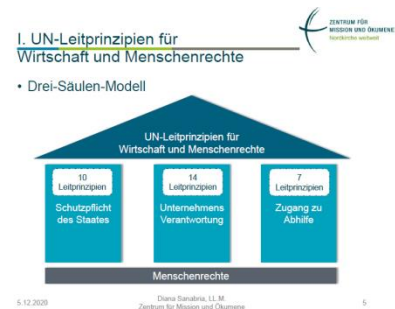 I. UN-Leitprinzipien für
Wirtschaft und Menschenrechte
ZENTRUM FÜR
MISSION UND ÖKUMENE
Nordkirche weltweit
• Drei-Säulen-Modell
UN-Leitprinzipien für
Wirtschaft und Menschenrechte
10
Leitprinzipien
Schutzpflicht
des Staates
14
Leitprinzipien
Unternehmens
Verantwortung
7
Leitprinzipien
Zugang zu
Abhilfe
Menschenrechte
5.12.2020
Diana Sanabria, LL.M.
Zentrum für Mission und Ökumene
5